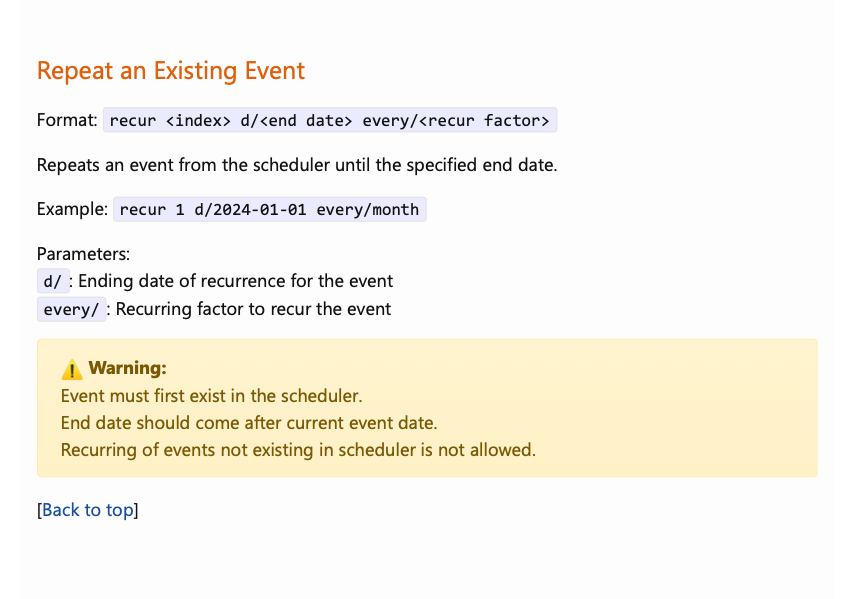 Repeat an Existing Event
Format: recur <index> d/<end date> every/<recur factor>
Repeats an event from the scheduler until the specified end date.
Example: recur 1 d/2024-01-01 every/month
Parameters:
d/ : Ending date of recurrence for the event
every/ : Recurring factor to recur the event
⚠️ Warning:
Event must first exist in the scheduler.
End date should come after current event date.
Recurring of events not existing in scheduler is not allowed.
[Back to top]